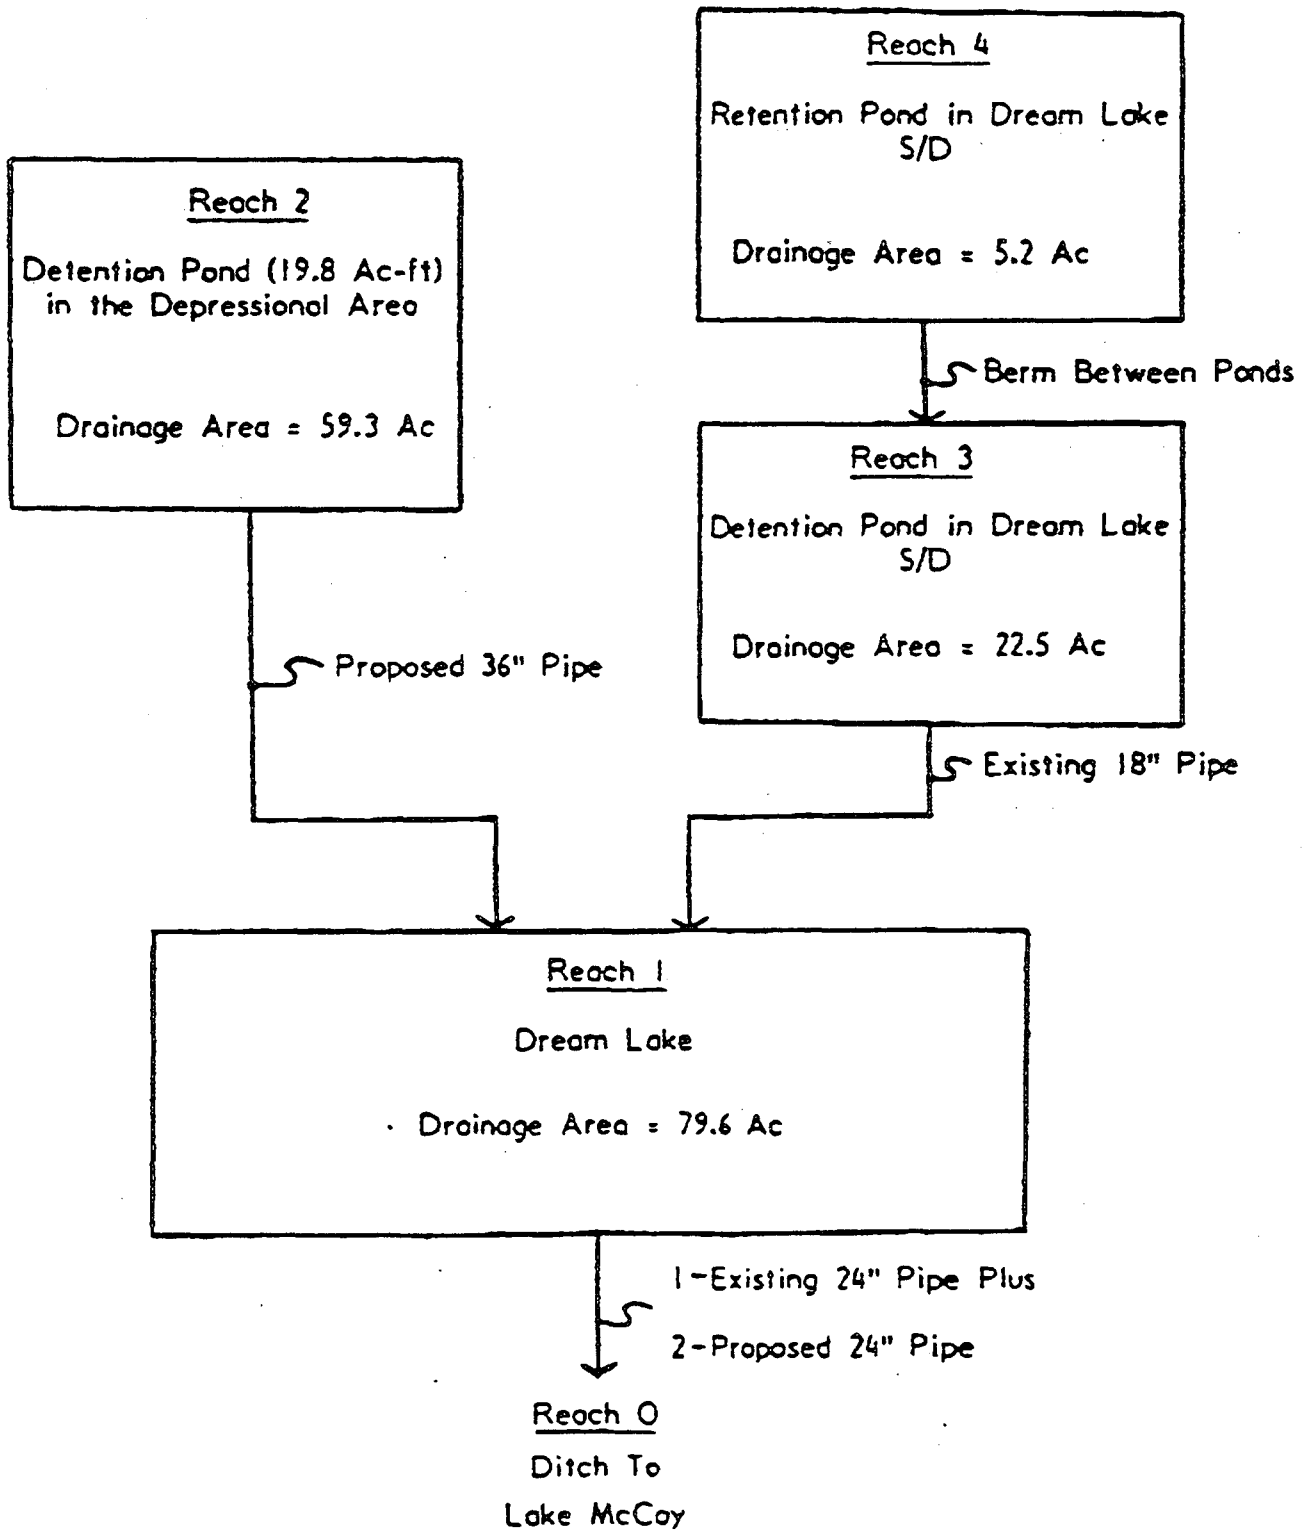 Reach 4
Retention Pond in Dream Lake
S/D
Drainage Area = 5.2 Ac
Reach 2
Detention Pond (19.8 Ac-ft)
in the Depressional Area
Drainage Area = 59.3 Ac
Berm Between Ponds
Reach 3
Detention Pond in Dream Lake
S/D
Drainage Area = 22.5 Ac
Proposed 36" Pipe
Existing 18" Pipe
Reach 1
Dream Lake
Drainage Area = 79.6 Ac
1-Existing 24" Pipe Plus
2-Proposed 24" Pipe
Reach 0
Ditch To
Lake McCoy